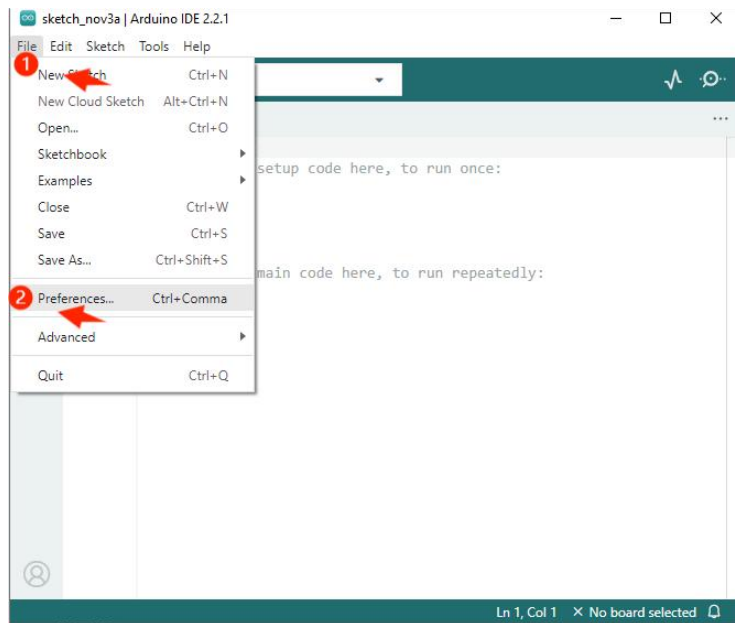 sketch_nov3a | Arduino IDE 2.2.1
File Edit Sketch Tools Help
1
New Sketch Ctrl+N
New Cloud Sketch Alt+Ctrl+N
Open... Ctrl+O
Sketchbook
Examples
setup code here, to run once:
Close Ctrl+W
Save Ctrl+S
Save As... Ctrl+Shift+S
main code here, to run repeatedly:
2 Preferences... Ctrl+Comma
Advanced
Quit Ctrl+Q
Ln 1, Col 1 × No board selected